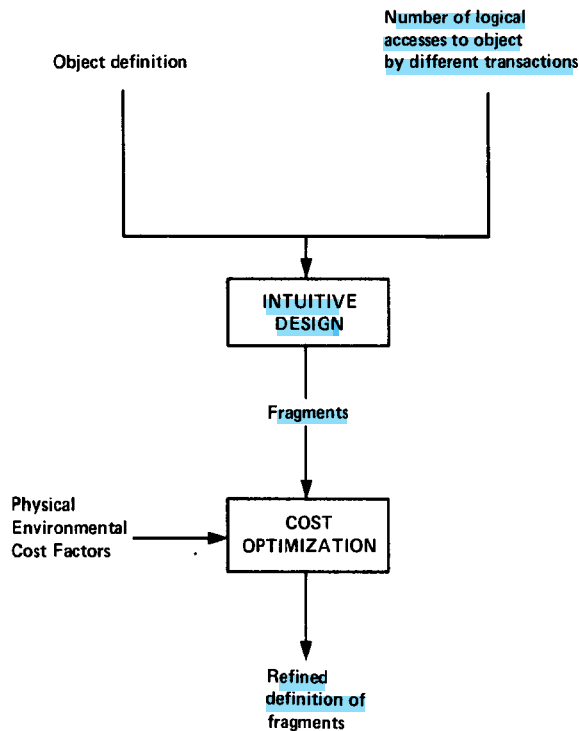 Object definition
Number of logical
accesses to object
by different transactions
INTUITIVE
DESIGN
Fragments
Physical
Environmental
Cost Factors
COST
OPTIMIZATION
Refined
definition of
fragments